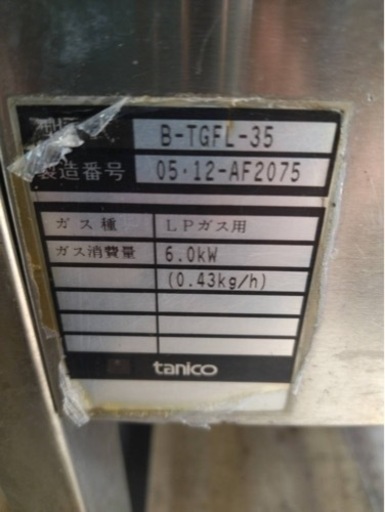 B-TGFL-35
製造番号 05・12-AF2075
ガス種 LPガス用
ガス消費量 6.0kW
(0.43kg/h)
tanico